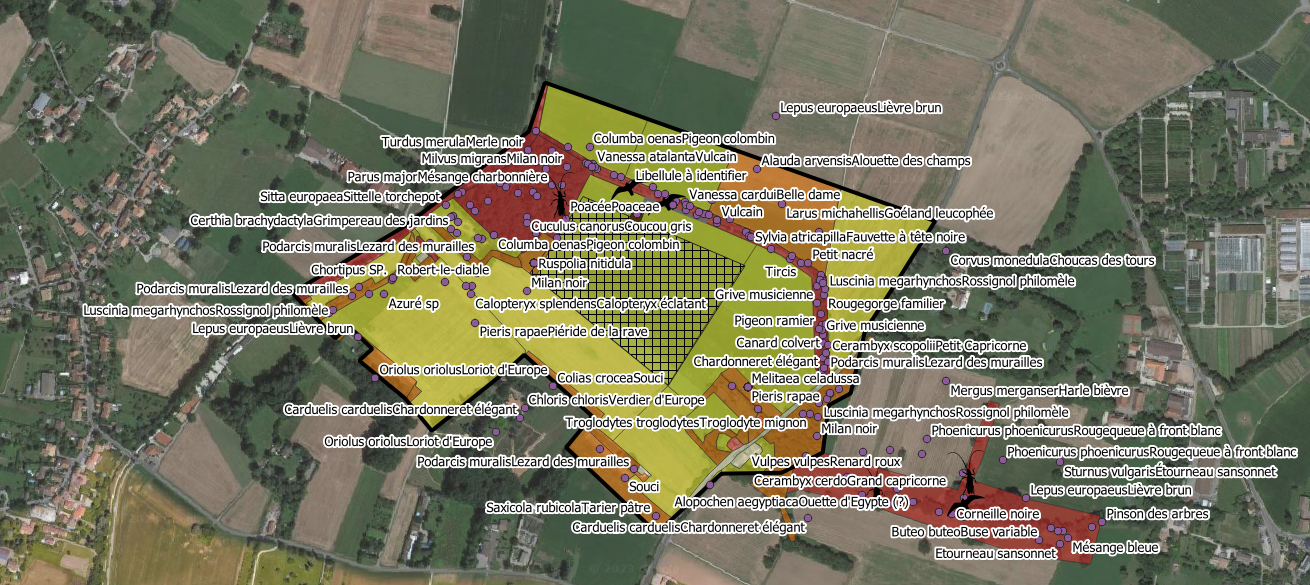 Lepus europaeusLièvre brun
Turdus merulaMerle noir
Columba oenasPigeon colombin
Milvus migransMilan noir
Vanessa atalantaVulcain
Alauda arvensisAlouette des champs
Parus majorMésange charbonnière
Libellule à identifier
Sitta europaeaSittelle torchepot
Vanessa carduiBelle dame
PoacéePoaceae
Vulcain
Larus michahellisGoéland leucophée
Certhia brachydactylaGrimpereau des jardins
Cuculus canorusCoucou gris
Sylvia atricapillaFauvette à tête noire
Podarcis muralisLezard des murailles
Columba oenasPigeon colombin
Petit nacré
Corvus monedulaChoucas des tours
Ruspolia nitidula
Chortipus SP.
Robert-le-diable
Tircis
Milan noir
Luscinia megarhynchosRossignol philomèle
Podarcis muralisLezard des murailles
Grive musicienne
Azuré sp
Calopteryx splendensCaloptéryx éclatant
Rougegorge familier
Luscinia megarhynchosRossignol philomèle
Pigeon ramier
Grive musicienne
Lepus europaeusLièvre brun
Pieris rapaePiéride de la rave
Canard colvert
Cerambyx scopoliiPetit Capricorne
Chardonneret élégant
Podarcis muralisLezard des murailles
Oriolus oriolusLoriot d'Europe
Colias croceaSouci
Melitaea celadussa
Mergus merganserHarle bièvre
Pieris rapae
Chloris chlorisVerdier d'Europe
Carduelis carduelisChardonneret élégant
Luscinia megarhynchosRossignol philomèle
Troglodytes troglodytesTroglodyte mignon
Milan noir
Phoenicurus phoenicurusRougequeue à front blanc
Oriolus oriolusLoriot d'Europe
Phoenicurus phoenicurusRougequeue à front blanc
Podarcis muralisLezard des murailles
Vulpes vulpesRenard roux
Sturnus vulgarisÉtourneau sansonnet
Cerambyx cerdoGrand capricorne
Souci
Lepus europaeusLièvre brun
Alopochen aegyptiacaOuette d'Egypte (?)
Saxicola rubicolaTarier pâtre
Corneille noire
Pinson des arbres
Carduelis carduelisChardonneret élégant
Buteo buteoBuse variable
Mésange bleue
Etourneau sansonnet